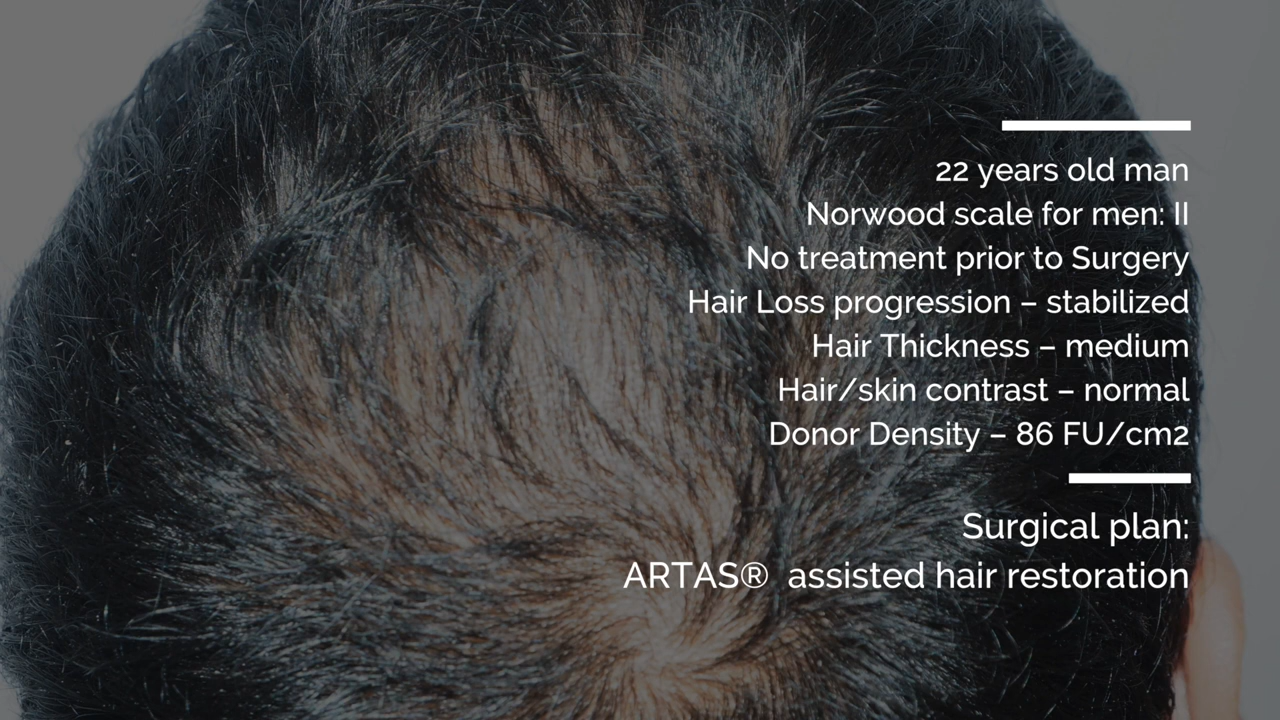 22 years old man
Norwood scale for men: II
No treatment prior to Surgery
Hair Loss progression – stabilized
Hair Thickness – medium
Hair/skin contrast – normal
Donor Density – 86 FU/cm2
Surgical plan:
ARTAS® assisted hair restoration